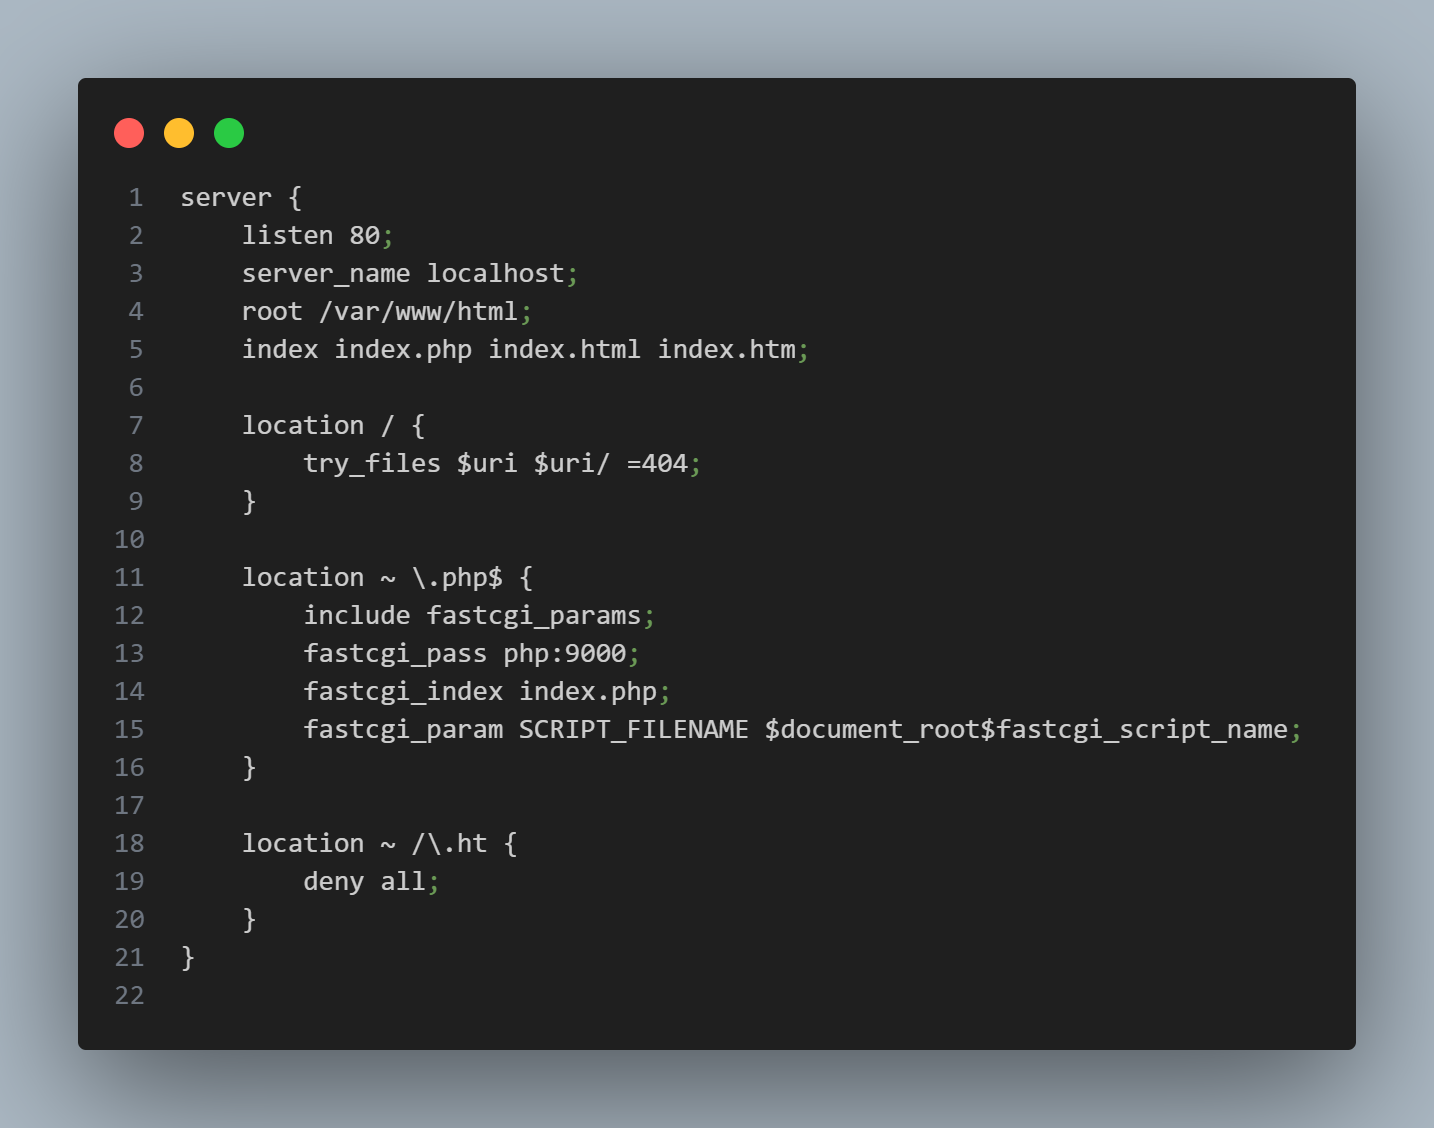 1 server {
2     listen 80;
3     server_name localhost;
4     root /var/www/html;
5     index index.php index.html index.htm;
6
7     location / {
8         try_files $uri $uri/ =404;
9     }
10
11     location ~ \.php$ {
12         include fastcgi_params;
13         fastcgi_pass php:9000;
14         fastcgi_index index.php;
15         fastcgi_param SCRIPT_FILENAME $document_root$fastcgi_script_name;
16     }
17
18     location ~ /\.ht {
19         deny all;
20     }
21 }
22